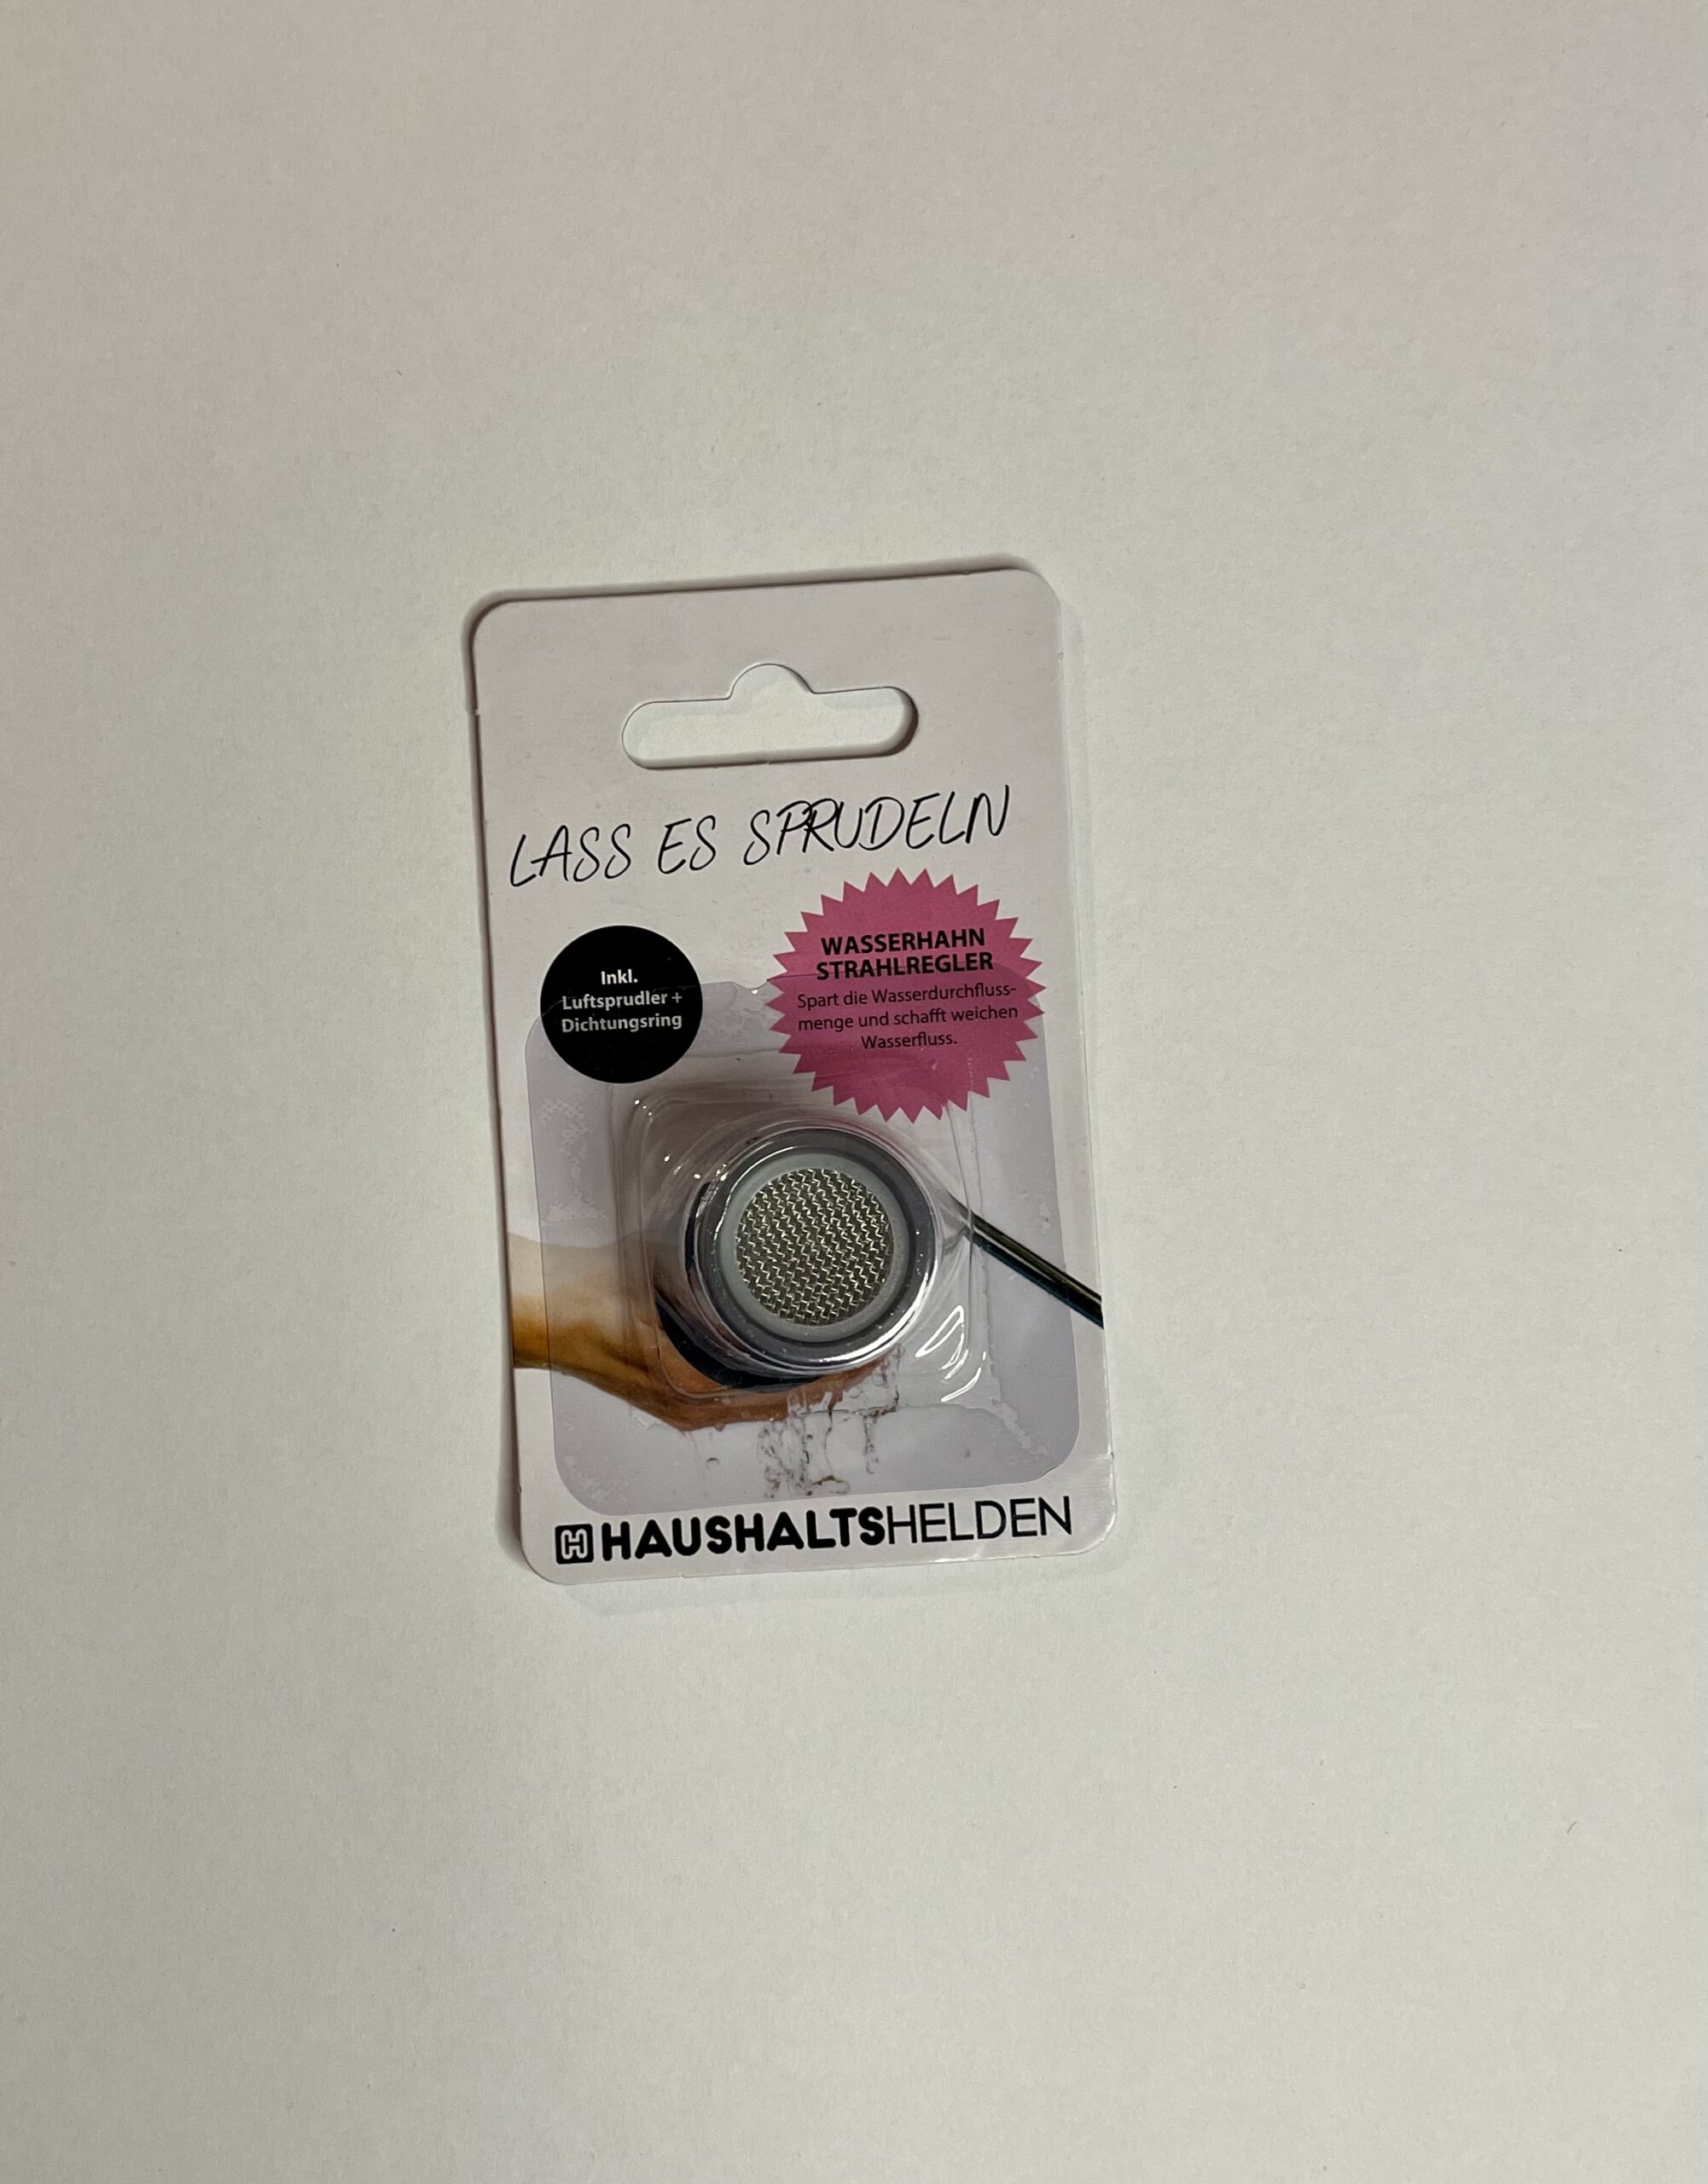 LASS ES SPRUDELN
Inkl.
Luftsprudler +
Dichtungsring
WASSERHAHN
STRAHLREGLER
Spart die Wasserdurchfluss-
menge und schafft weichen
Wasserfluss.
HAUSHALTSHELDEN